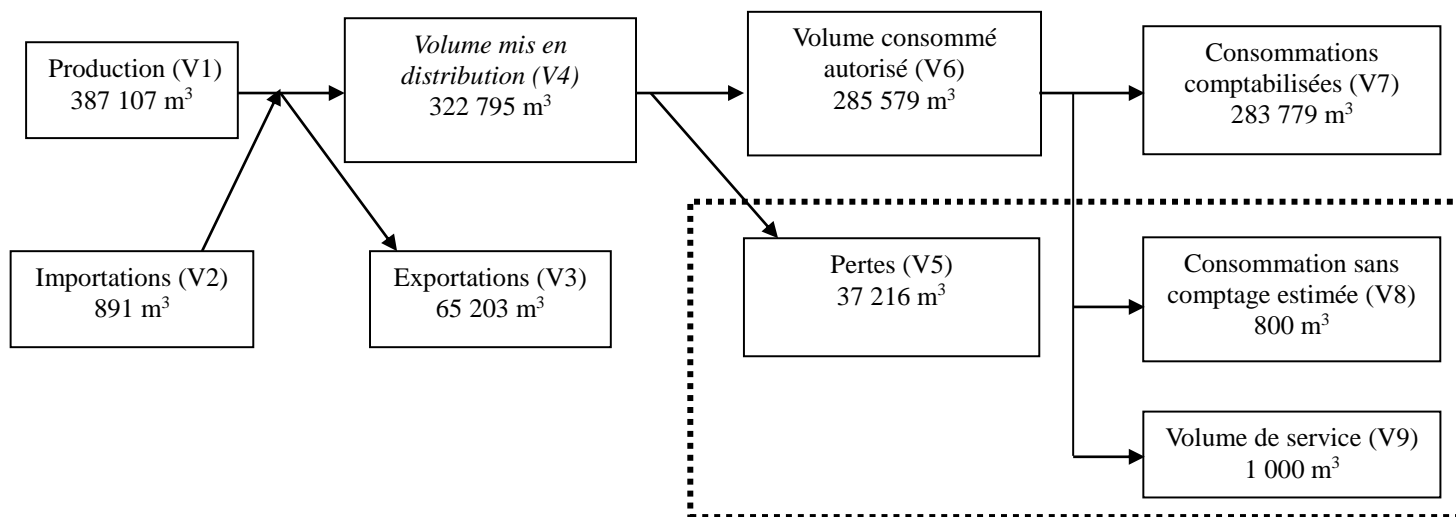 Production (V1)
387 107 m³
Volume mis en
distribution (V4)
322 795 m³
Volume consommé
autorisé (V6)
285 579 m³
Consommations
comptabilisées (V7)
283 779 m³
Importations (V2)
891 m³
Exportations (V3)
65 203 m³
Pertes (V5)
37 216 m³
Consommation sans
comptage estimée (V8)
800 m³
Volume de service (V9)
1 000 m³